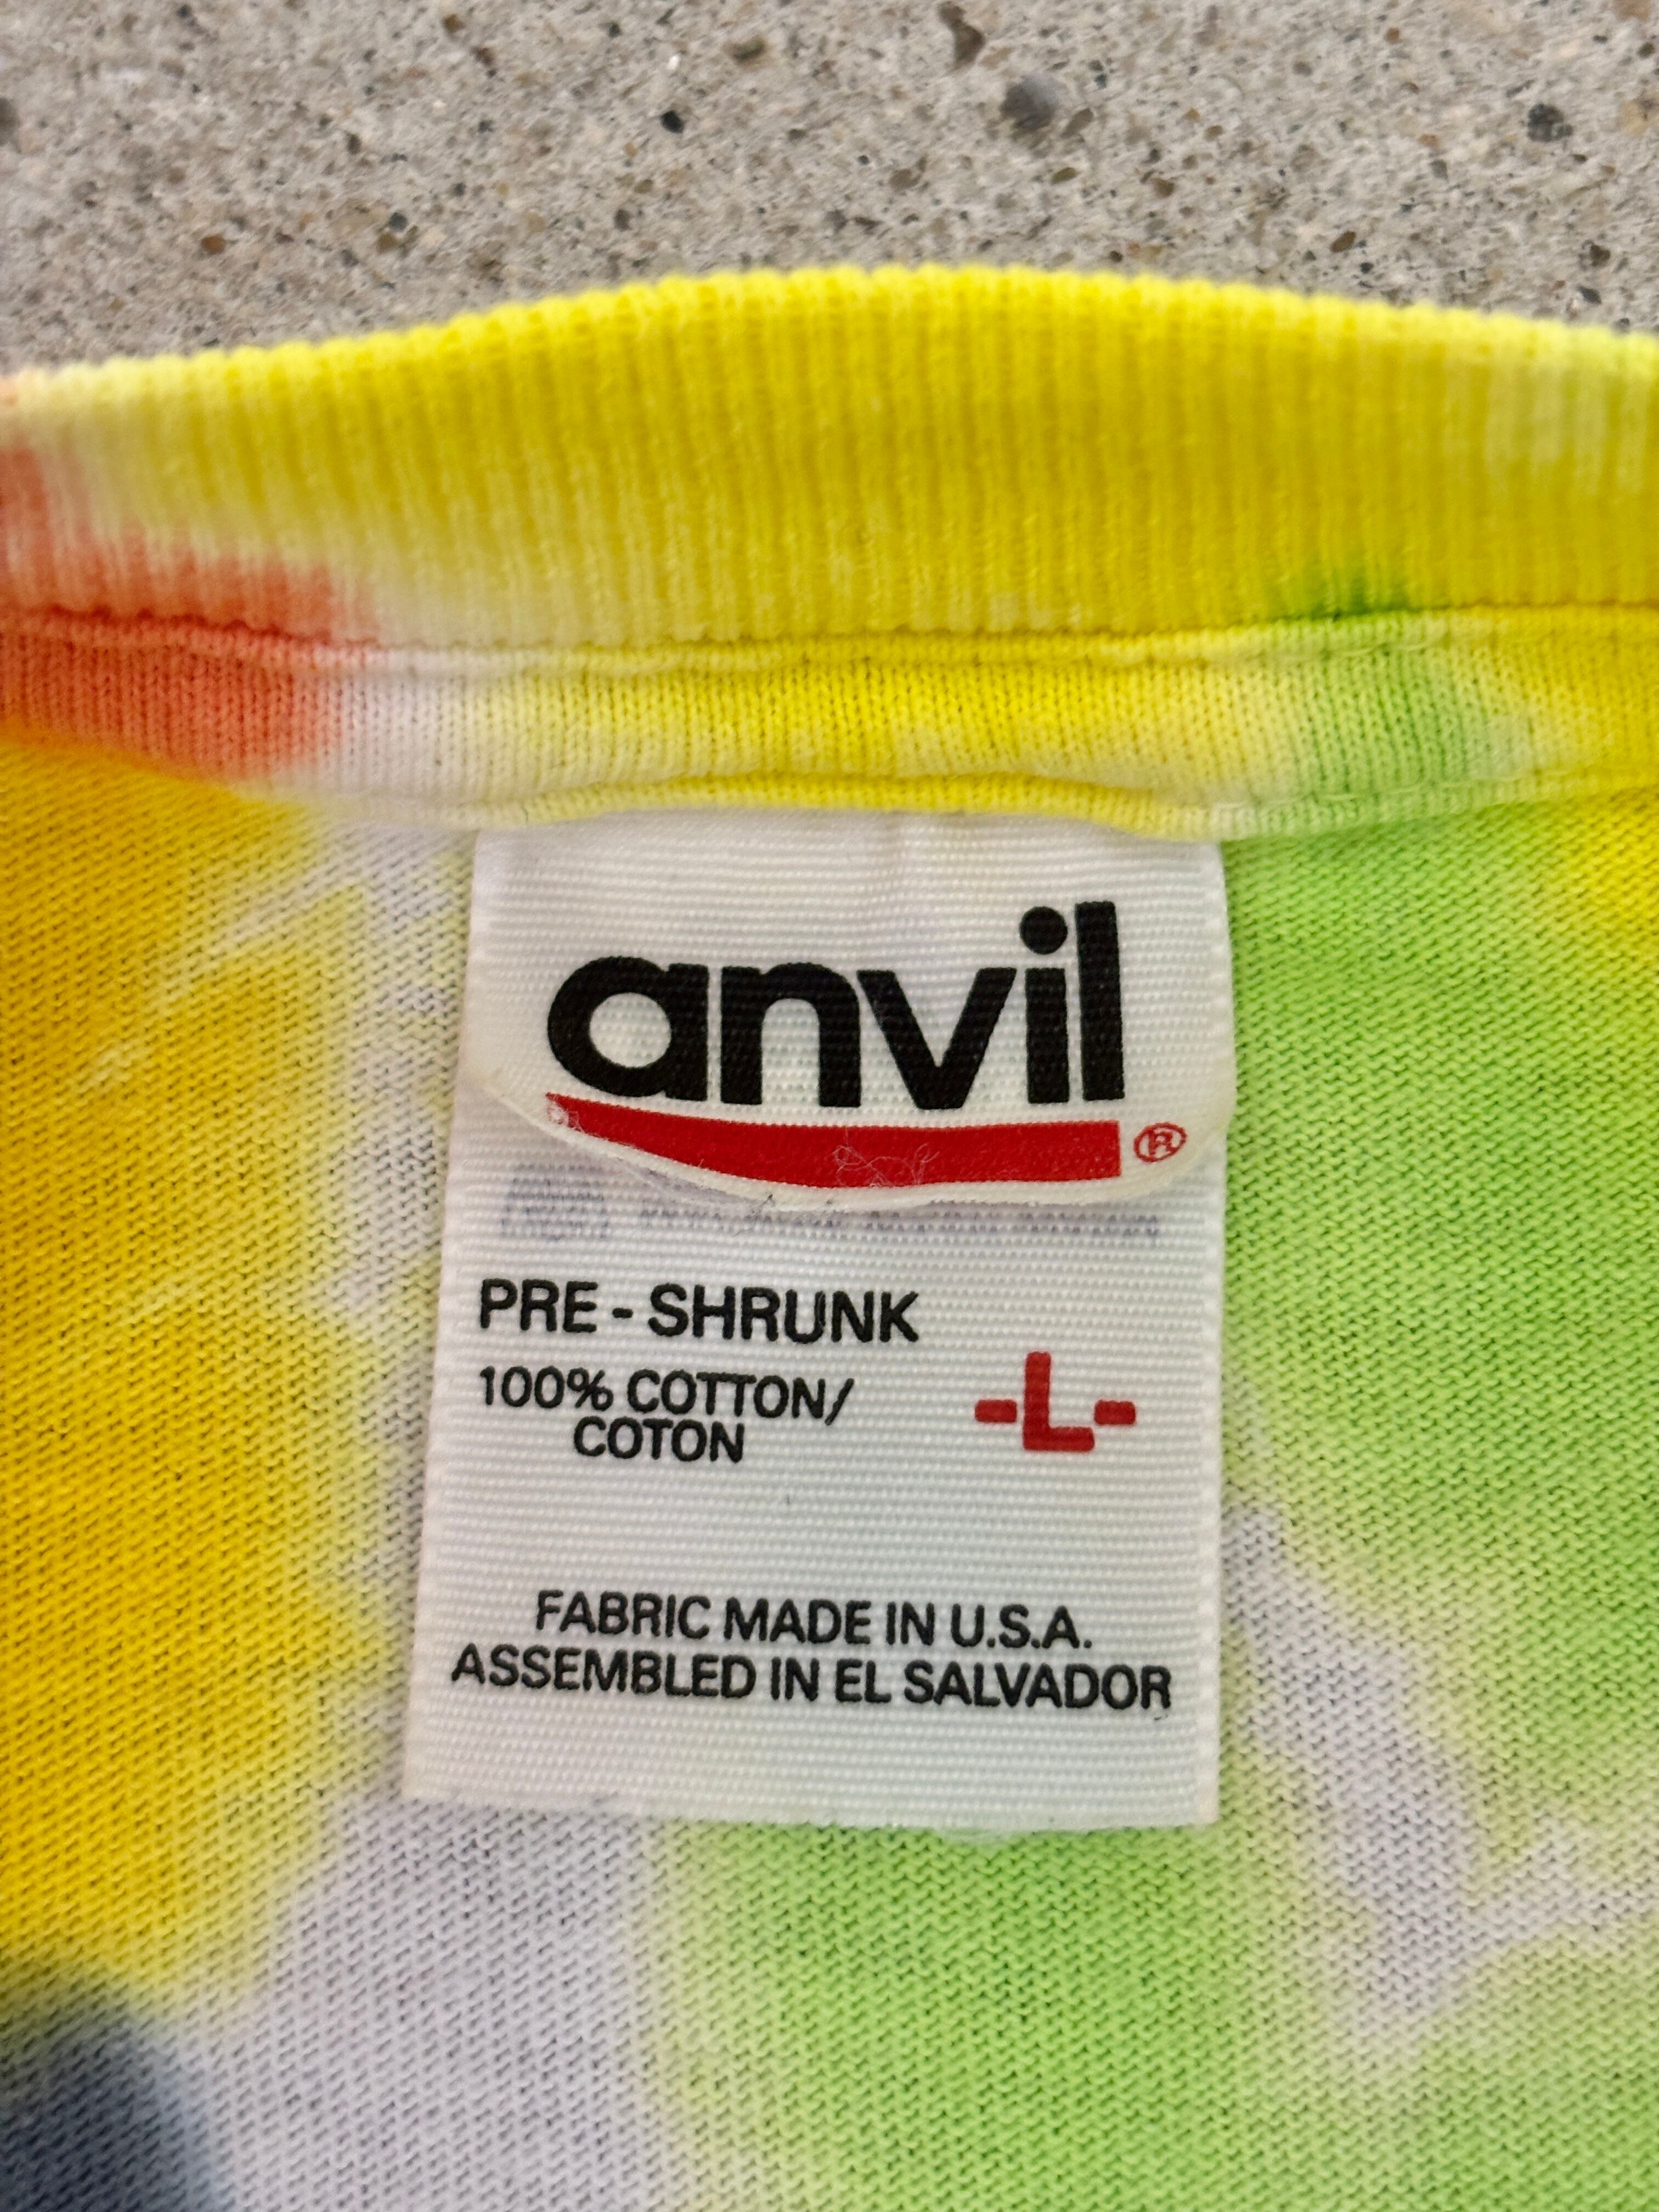 anvil®
PRE-SHRUNK
100% COTTON/
COTON
-L-
FABRIC MADE IN U.S.A.
ASSEMBLED IN EL SALVADOR